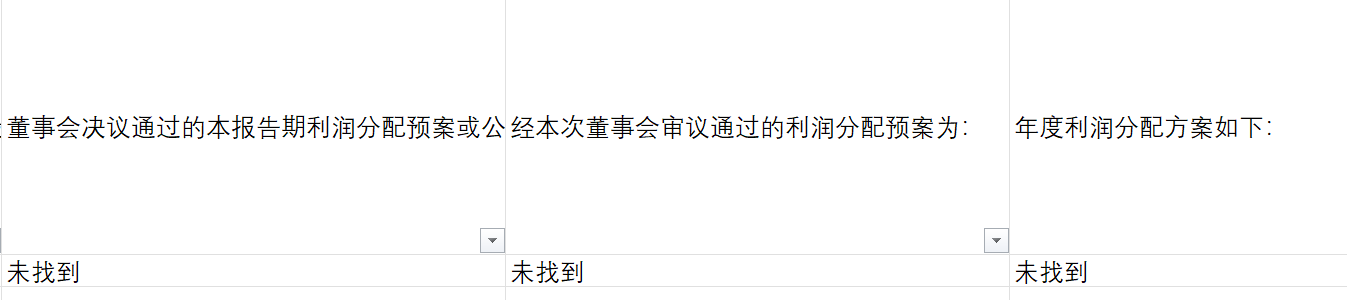 董事会决议通过的本报告期利润分配预案或公
经本次董事会审议通过的利润分配预案为：
年度利润分配方案如下：
未找到
未找到
未找到